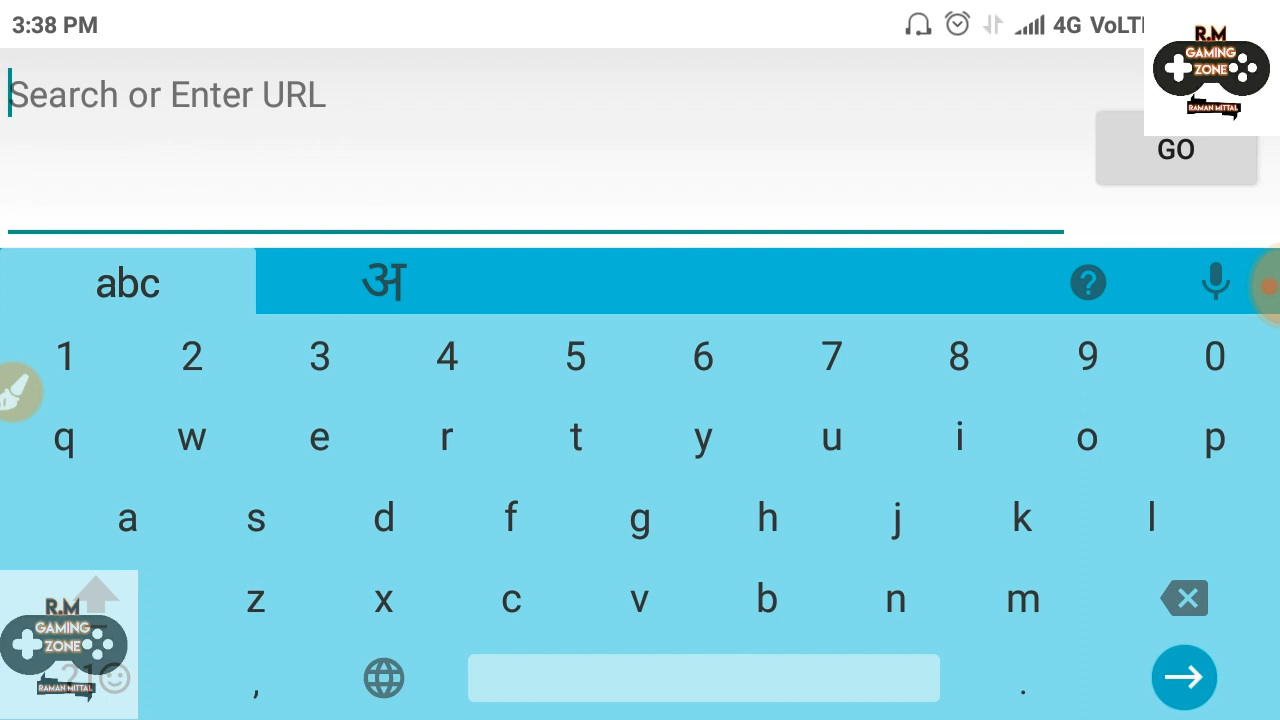 3:38 PM
4G VoLT
R.M
GAMING
ZONE
RAMAN MITTAL
Search or Enter URL
GO
abc
अ
?
1 2 3 4 5 6 7 8 9 0
q w e r t y u i o p
a s d f g h j k l
z x c v b n m
R.M
GAMING
ZONE
RAMAN MITTAL
, .